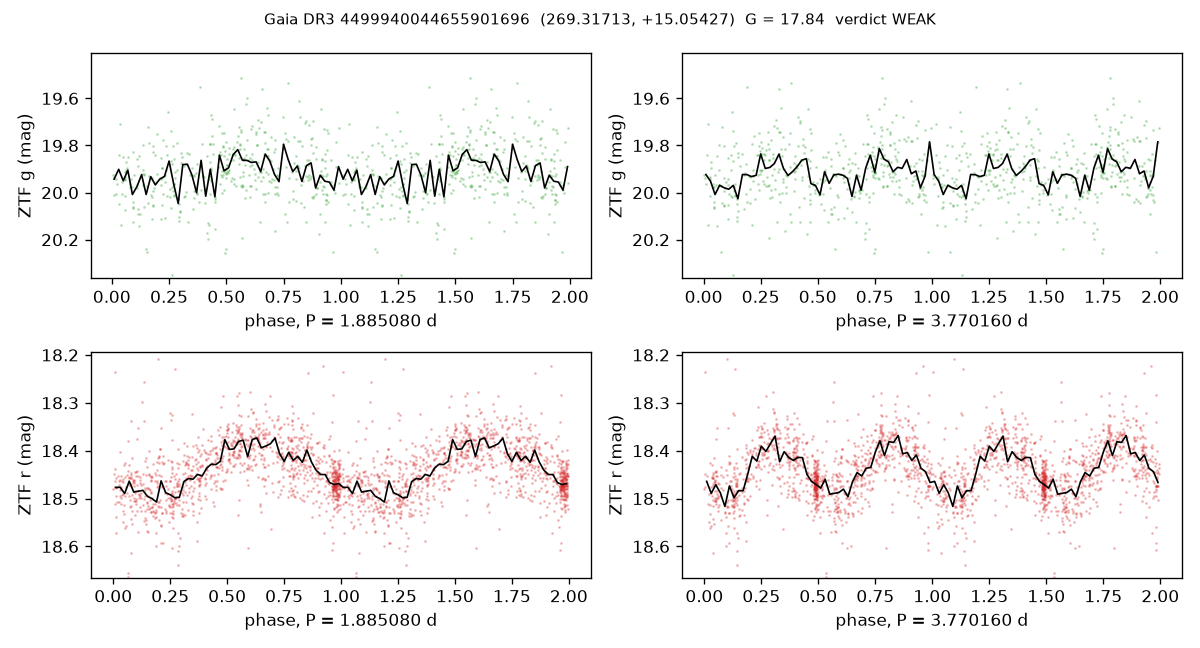 Gaia DR3 4499940044655901696 (269.31713, +15.05427) G = 17.84 verdict WEAK
ZTF g (mag)
19.6
19.8
20.0
20.2
0.00 0.25 0.50 0.75 1.00 1.25 1.50 1.75 2.00
phase, P = 1.885080 d
ZTF g (mag)
19.6
19.8
20.0
20.2
0.00 0.25 0.50 0.75 1.00 1.25 1.50 1.75 2.00
phase, P = 3.770160 d
ZTF r (mag)
18.2
18.3
18.4
18.5
18.6
0.00 0.25 0.50 0.75 1.00 1.25 1.50 1.75 2.00
phase, P = 1.885080 d
ZTF r (mag)
18.2
18.3
18.4
18.5
18.6
0.00 0.25 0.50 0.75 1.00 1.25 1.50 1.75 2.00
phase, P = 3.770160 d